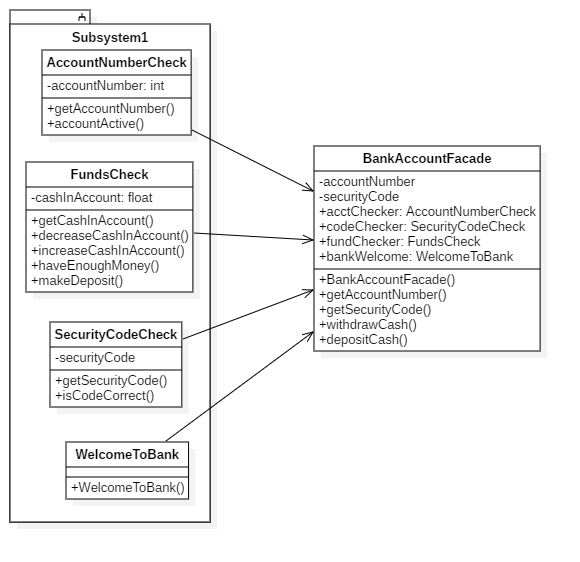 Subsystem1
AccountNumberCheck
-accountNumber: int
+getAccountNumber()
+accountActive()
FundsCheck
-cashInAccount: float
+getCashInAccount()
+decreaseCashInAccount()
+increaseCashInAccount()
+haveEnoughMoney()
+makeDeposit()
SecurityCodeCheck
-securityCode
+getSecurityCode()
+isCodeCorrect()
WelcomeToBank
+WelcomeToBank()
BankAccountFacade
-accountNumber
-securityCode
+acctChecker: AccountNumberCheck
+codeChecker: SecurityCodeCheck
+fundChecker: FundsCheck
+bankWelcome: WelcomeToBank
+BankAccountFacade()
+getAccountNumber()
+getSecurityCode()
+withdrawCash()
+depositCash()